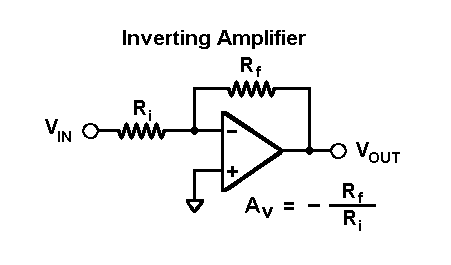 Inverting Amplifier
Rf
Ri
VIN
−
+
VOUT
AV = − Rf
Ri